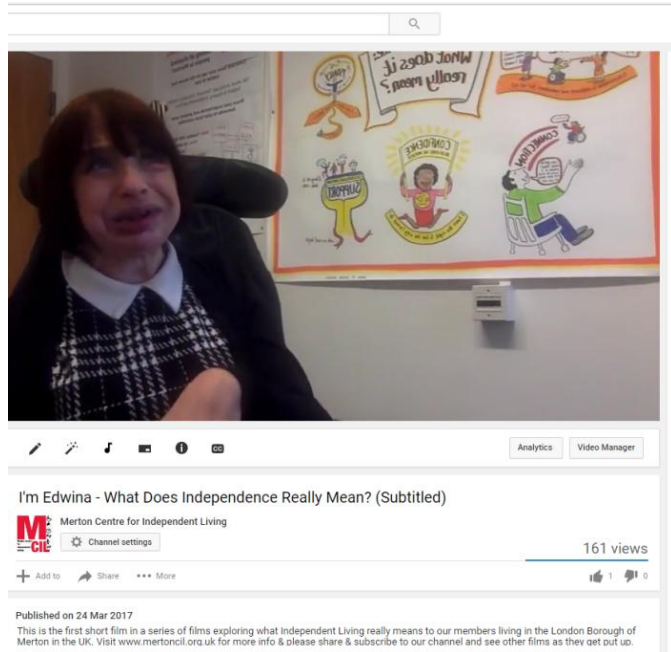 What does it
really mean?
CONFIDENCE
CONNECTION
SUPPORT
CC
Analytics
Video Manager
I'm Edwina - What Does Independence Really Mean? (Subtitled)
M
CIL
Merton Centre for Independent Living
Channel settings
161 views
Add to
Share
More
1
0
Published on 24 Mar 2017
This is the first short film in a series of films exploring what Independent Living really means to our members living in the London Borough of
Merton in the UK. Visit www.mertoncil.org.uk for more info & please share & subscribe to our channel and see other films as they get put up.